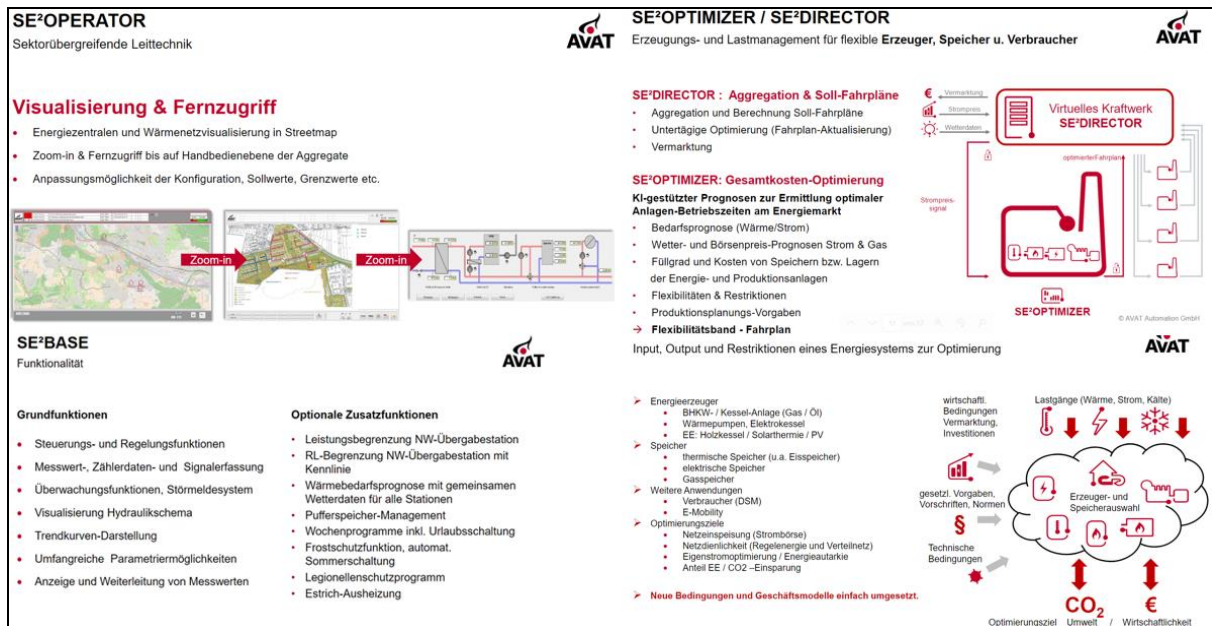 SE²OPERATOR
Sektorübergreifende Leittechnik
AVAT
Visualisierung & Fernzugriff
• Energiezentralen und Wärmenetzvisualisierung in Streetmap
• Zoom-in & Fernzugriff bis auf Handbedienebene der Aggregate
• Anpassungsmöglichkeit der Konfiguration, Sollwerte, Grenzwerte etc.
Zoom-in
Zoom-in
SE²BASE
Funktionalität
AVAT
Grundfunktionen
• Steuerungs- und Regelungsfunktionen
• Messwert-, Zählerdaten- und Signalerfassung
• Überwachungsfunktionen, Störmeldesystem
• Visualisierung Hydraulikschema
• Trendkurven-Darstellung
• Umfangreiche Parametriermöglichkeiten
• Anzeige und Weiterleitung von Messwerten
Optionale Zusatzfunktionen
• Leistungsbegrenzung NW-Übergabestation
• RL-Begrenzung NW-Übergabestation mit
Kennlinie
• Wärmebedarfsprognose mit gemeinsamen
Wetterdaten für alle Stationen
• Pufferspeicher-Management
• Wochenprogramme inkl. Urlaubsschaltung
• Frostschutzfunktion, automat.
Sommerschaltung
• Legionellenschutzprogramm
• Estrich-Ausheizung
SE²OPTIMIZER / SE²DIRECTOR
Erzeugungs- und Lastmanagement für flexible Erzeuger, Speicher u. Verbraucher
AVAT
SE²DIRECTOR : Aggregation & Soll-Fahrpläne
• Aggregation und Berechnung Soll-Fahrpläne
• Untertägige Optimierung (Fahrplan-Aktualisierung)
• Vermarktung
SE²OPTIMIZER: Gesamtkosten-Optimierung
KI-gestützter Prognosen zur Ermittlung optimaler
Anlagen-Betriebszeiten am Energiemarkt
• Bedarfsprognose (Wärme/Strom)
• Wetter- und Börsenpreis-Prognosen Strom & Gas
• Füllgrad und Kosten von Speichern bzw. Lagern
der Energie- und Produktionsanlagen
• Flexibilitäten & Restriktionen
• Produktionsplanungs-Vorgaben
→ Flexibilitätsband - Fahrplan
€ Vermarktung
Strompreis
Wetterdaten
Virtuelles Kraftwerk
SE²DIRECTOR
optimierter Fahrplan
Strompreis-
signal
SE²OPTIMIZER
© AVAT Automation GmbH
Input, Output und Restriktionen eines Energiesystems zur Optimierung
AVAT
➢ Energieerzeuger
• BHKW- / Kessel-Anlage (Gas / Öl)
• Wärmepumpen, Elektrokessel
• EE: Holzkessel / Solarthermie / PV
➢ Speicher
• thermische Speicher (u.a. Eisspeicher)
• elektrische Speicher
• Gasspeicher
➢ Weitere Anwendungen
• Verbraucher (DSM)
• E-Mobility
➢ Optimierungsziele
• Netzeinspeisung (Strombörse)
• Netzdienlichkeit (Regelenergie und Verteilnetz)
• Eigenstromoptimierung / Energieautarkie
• Anteil EE / CO2 –Einsparung
➢ Neue Bedingungen und Geschäftsmodelle einfach umgesetzt.
wirtschaftl.
Bedingungen
Vermarktung,
Investitionen
Lastgänge (Wärme, Strom, Kälte)
gesetzl. Vorgaben,
Vorschriften, Normen
§
Technische
Bedingungen
Erzeuger- und
Speicherauswahl
CO₂
€
Optimierungsziel Umwelt / Wirtschaftlichkeit